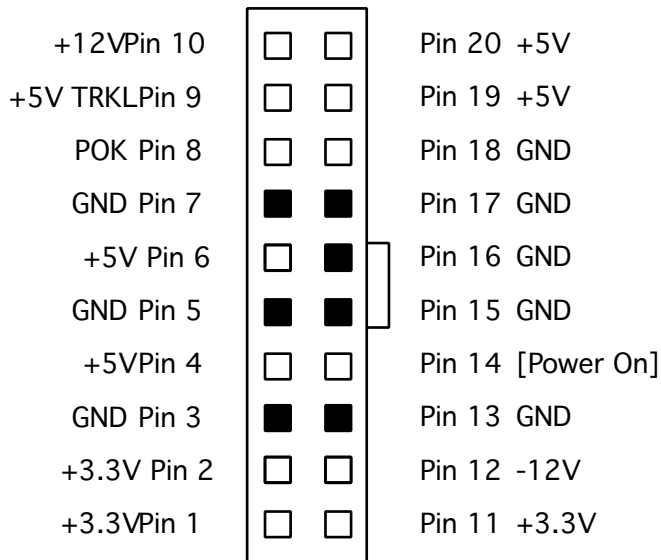 +12VPin 10 Pin 20 +5V
+5V TRKLPin 9 Pin 19 +5V
POK Pin 8 Pin 18 GND
GND Pin 7 Pin 17 GND
+5V Pin 6 Pin 16 GND
GND Pin 5 Pin 15 GND
+5VPin 4 Pin 14 [Power On]
GND Pin 3 Pin 13 GND
+3.3V Pin 2 Pin 12 -12V
+3.3VPin 1 Pin 11 +3.3V